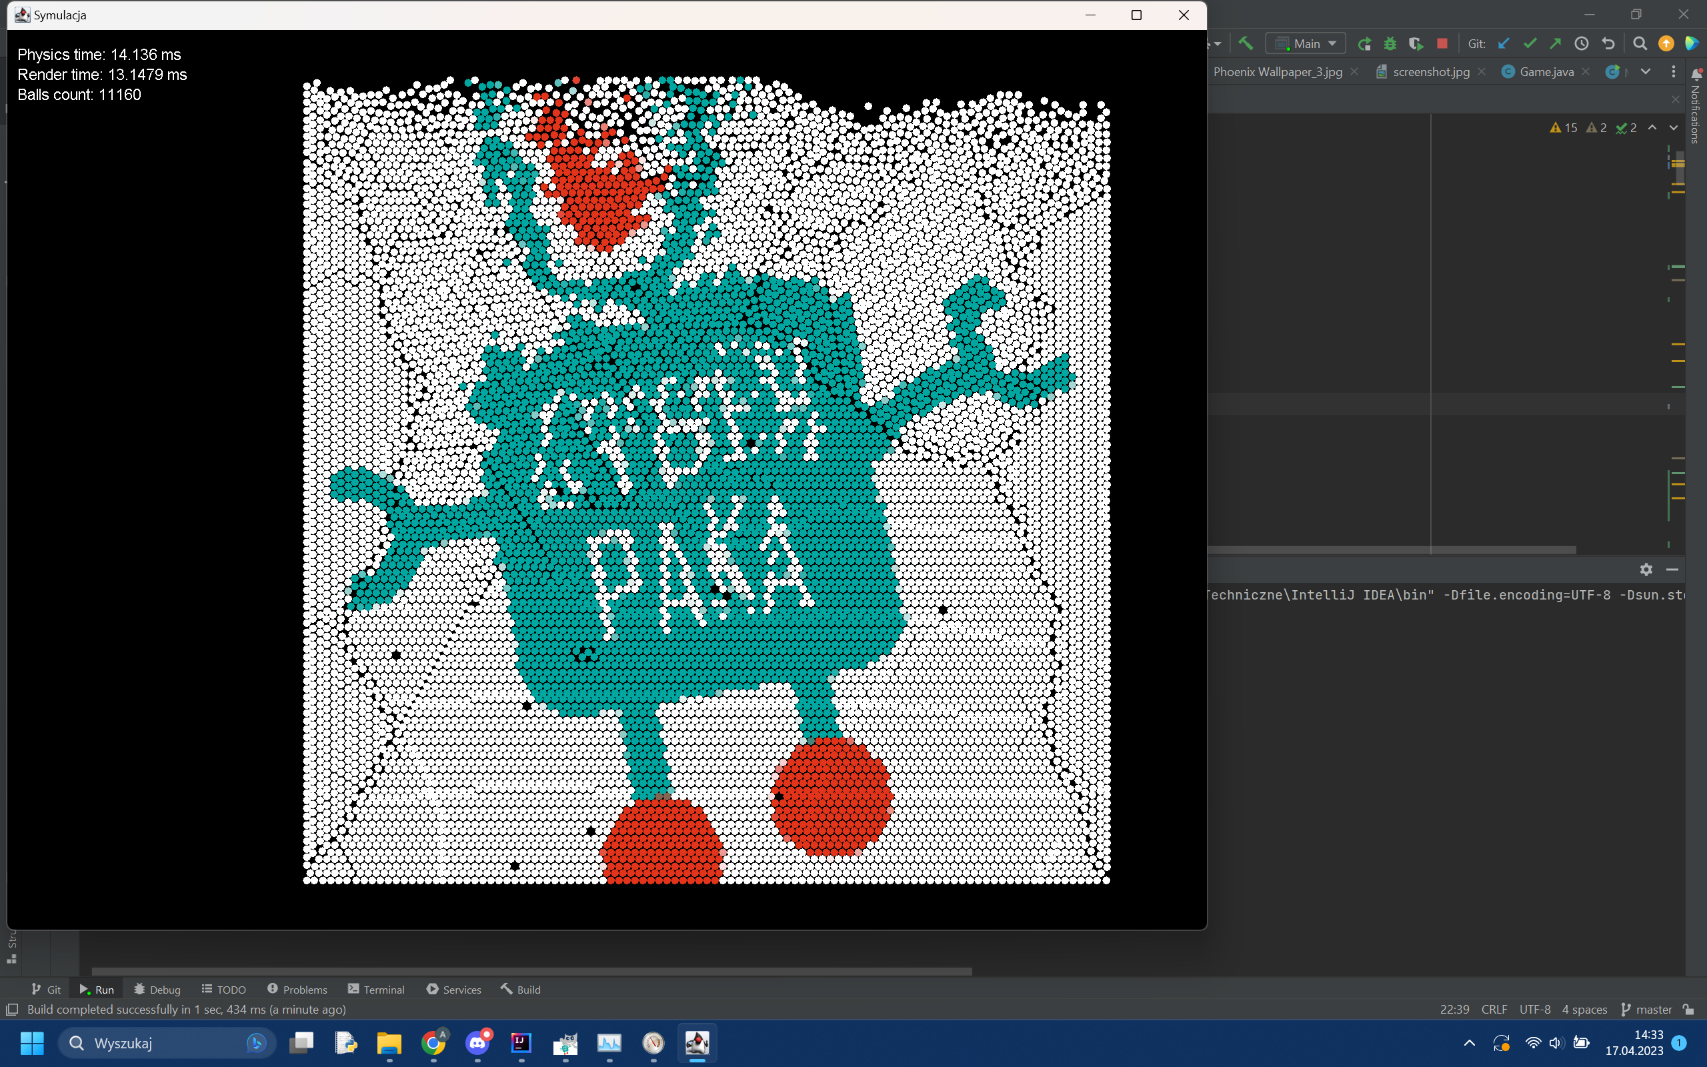 Symulacja
Physics time: 14.136 ms
Render time: 13.1479 ms
Balls count: 11160
PAKA
Main
Git:
Phoenix Wallpaper_3.jpg
screenshot.jpg
Game.java
Notifications
15 2 2
Techniczne\IntelliJ IDEA\bin" -Dfile.encoding=UTF-8 -Dsun.st
Git Run Debug TODO Problems Terminal Services Build
Build completed successfully in 1 sec, 434 ms (a minute ago)
22:39 CRLF UTF-8 4 spaces master
Wyszukaj
14:33
17.04.2023
1